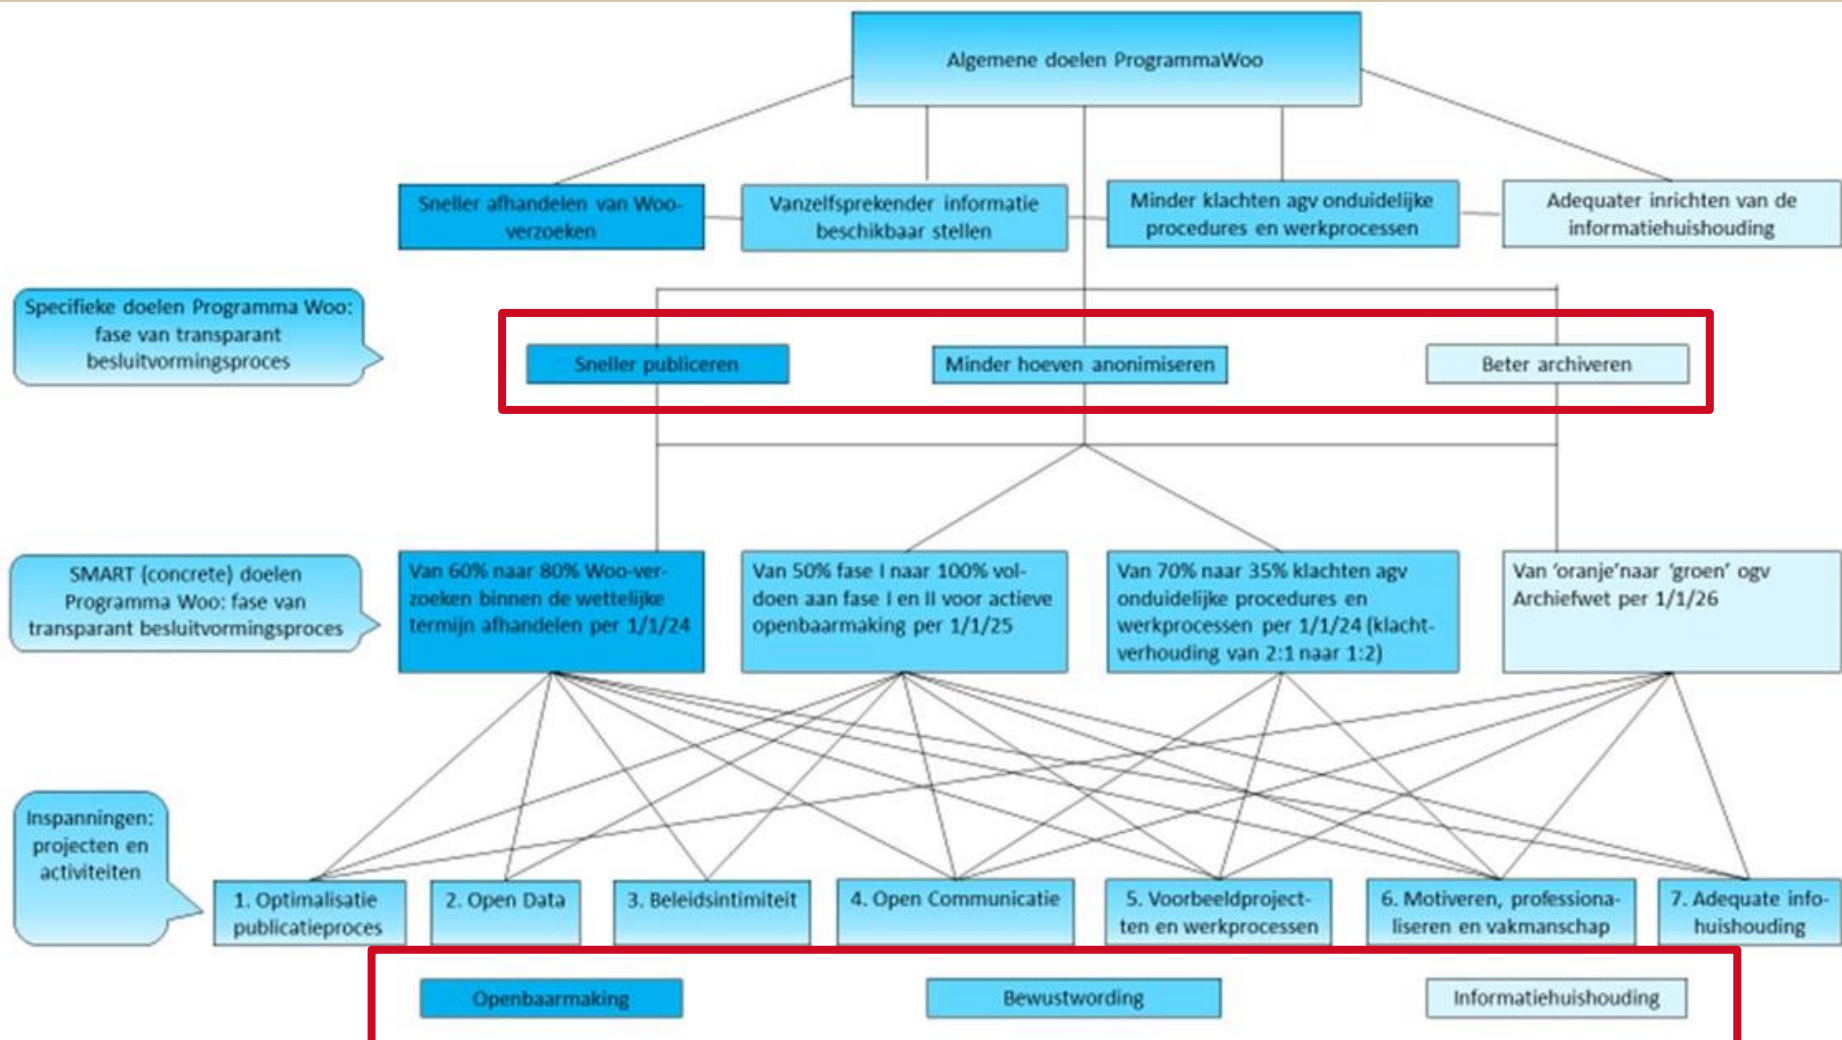 Algemene doelen ProgrammaWoo
Sneller afhandelen van Woo-
verzoeken
Vanzelfsprekender informatie
beschikbaar stellen
Minder klachten agv onduidelijke
procedures en werkprocessen
Adequater inrichten van de
informatiehuishouding
Specifieke doelen Programma Woo:
fase van transparant
besluitvormingsproces
Sneller publiceren
Minder hoeven anonimiseren
Beter archiveren
SMART (concrete) doelen
Programma Woo: fase van
transparant besluitvormingsproces
Van 60% naar 80% Woo-ver-
zoeken binnen de wettelijke
termijn afhandelen per 1/1/24
Van 50% fase I naar 100% vol-
doen aan fase I en II voor actieve
openbaarmaking per 1/1/25
Van 70% naar 35% klachten agv
onduidelijke procedures en
werkprocessen per 1/1/24 (klacht-
verhouding van 2:1 naar 1:2)
Van ‘oranje’naar ‘groen’ ogv
Archiefwet per 1/1/26
Inspanningen:
projecten en
activiteiten
1. Optimalisatie
publicatieproces
2. Open Data
3. Beleidsintimiteit
4. Open Communicatie
5. Voorbeeldproject-
ten en werkprocessen
6. Motiveren, professiona-
liseren en vakmanschap
7. Adequate info-
huishouding
Openbaarmaking
Bewustwording
Informatiehuishouding